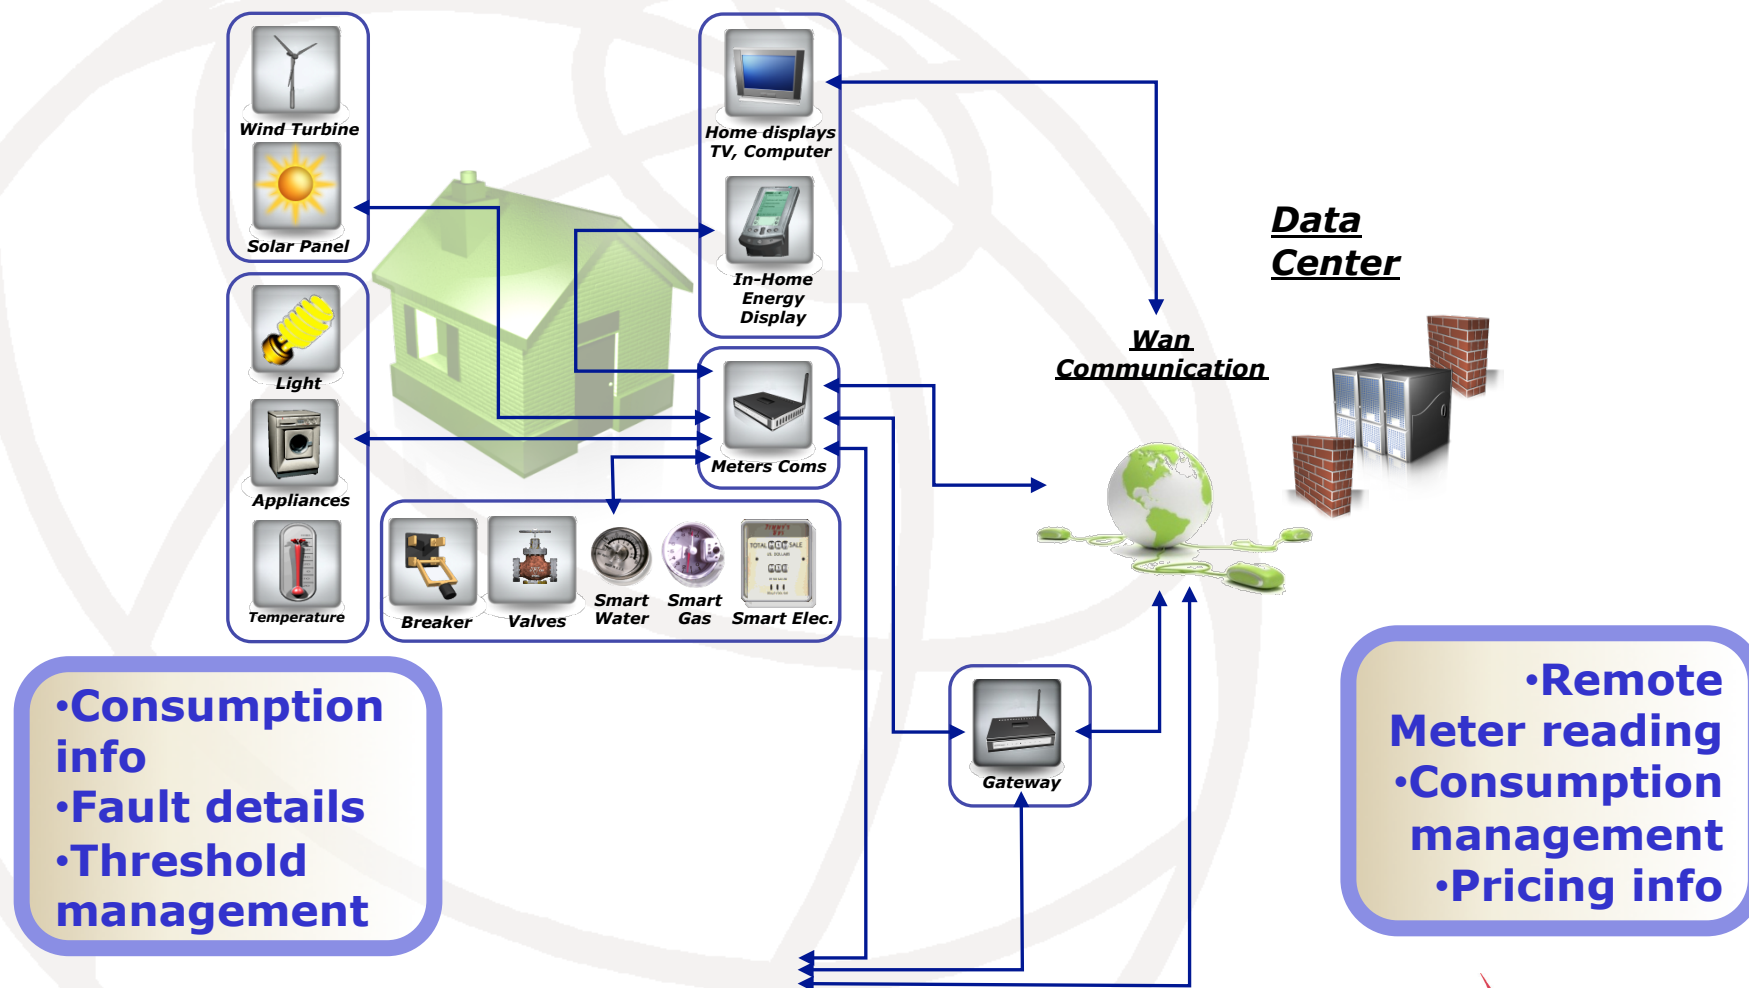 Wind Turbine
Solar Panel
Light
Appliances
Temperature
Home displays
TV, Computer
In-Home
Energy
Display
Meters Coms
Breaker
Valves
Smart
Water
Smart
Gas
TOTAL
SALE
Smart Elec.
Data
Center
Wan
Communication
Gateway
•Consumption
info
•Fault details
•Threshold
management
•Remote
Meter reading
•Consumption
management
•Pricing info